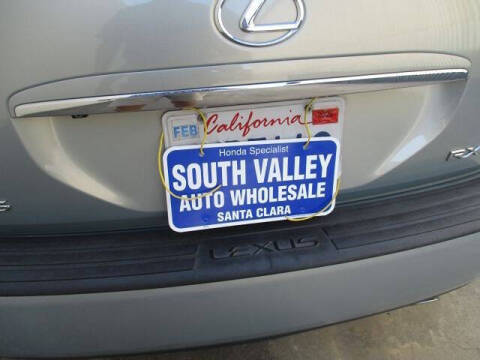 California
FEB
Honda Specialist
SOUTH VALLEY
AUTO WHOLESALE
SANTA CLARA
RX
LEXUS